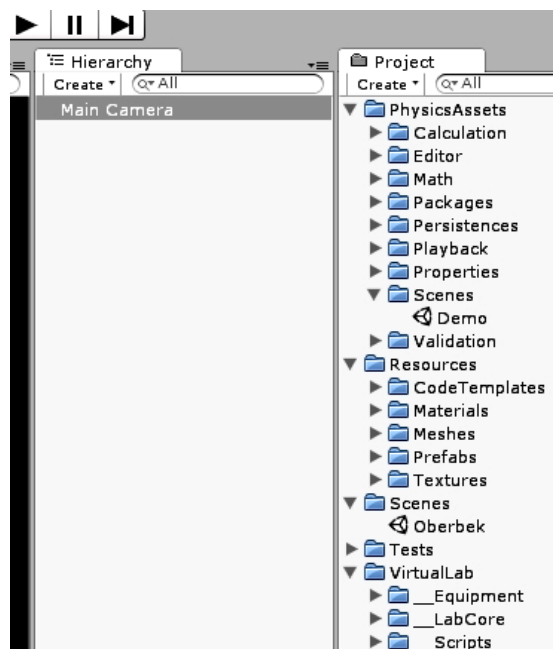 Hierarchy
Create
All
Main Camera
Project
Create
All
PhysicsAssets
Calculation
Editor
Math
Packages
Persistences
Playback
Properties
Scenes
Demo
Validation
Resources
CodeTemplates
Materials
Meshes
Prefabs
Textures
Scenes
Oberbek
Tests
VirtualLab
__Equipment
__LabCore
__Scripts